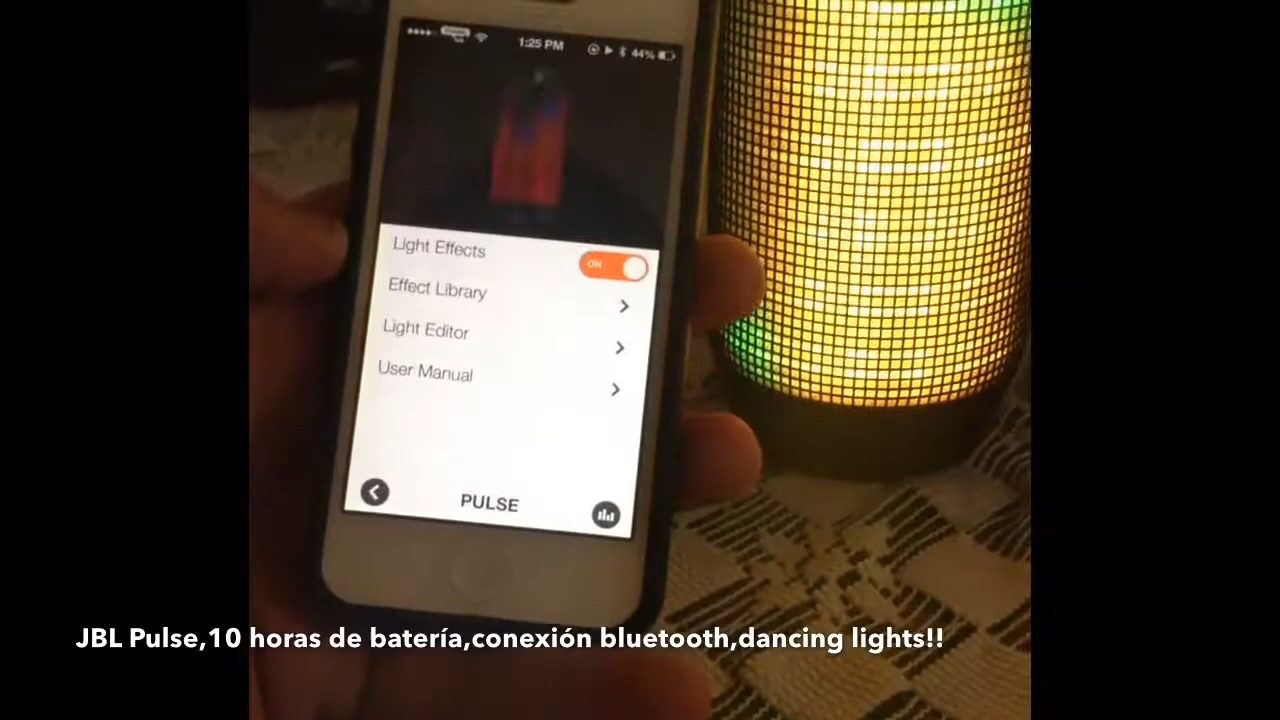 1:25 PM 44%
Light Effects
ON
Effect Library
Light Editor
User Manual
PULSE
JBL Pulse,10 horas de batería,conexión bluetooth,dancing lights!!